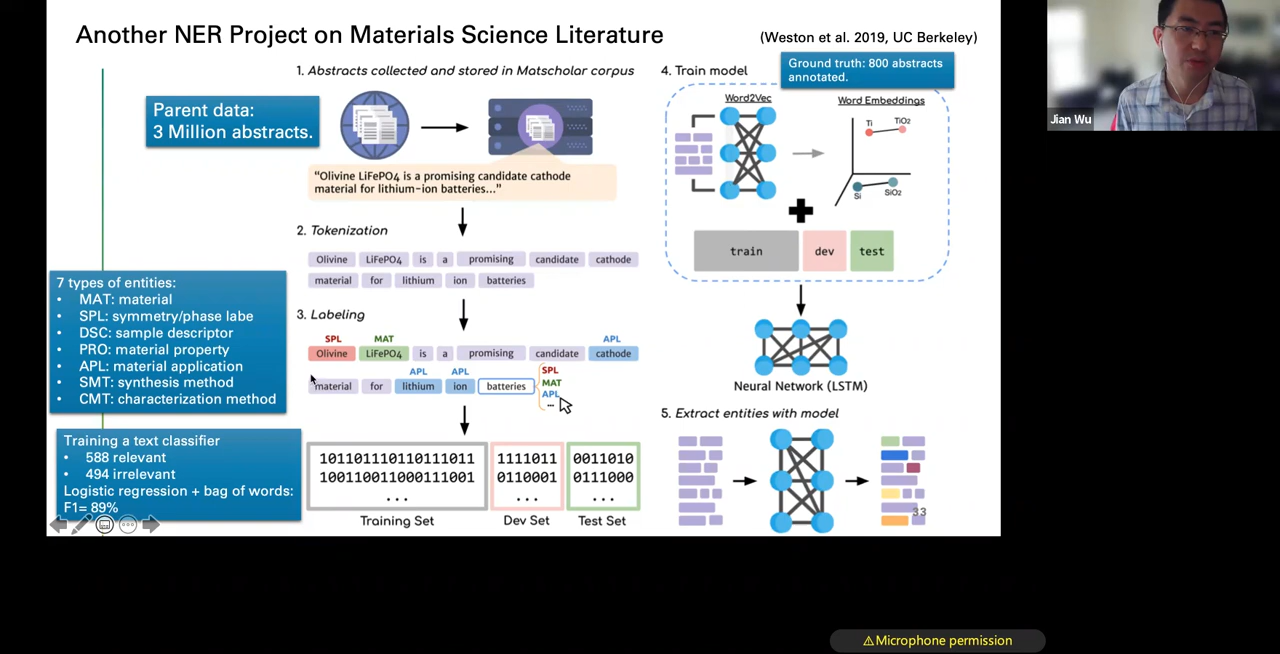 Another NER Project on Materials Science Literature
(Weston et al. 2019, UC Berkeley)
Parent data:
3 Million abstracts.
1. Abstracts collected and stored in Matscholar corpus
"Olivine LiFePO4 is a promising candidate cathode
material for lithium-ion batteries..."
2. Tokenization
Olivine LiFePO4 is a promising candidate cathode
material for lithium ion batteries
7 types of entities:
• MAT: material
• SPL: symmetry/phase labe
• DSC: sample descriptor
• PRO: material property
• APL: material application
• SMT: synthesis method
• CMT: characterization method
3. Labeling
SPL MAT APL
Olivine LiFePO4 is a promising candidate cathode
APL APL
material for lithium ion batteries
SPL
MAT
APL
...
Training a text classifier
• 588 relevant
• 494 irrelevant
Logistic regression + bag of words:
F1= 89%
101101110110111011 1111011 0011010
1001100110001110​01 0110001 0111000
... ... ...
Training Set Dev Set Test Set
4. Train model
Ground truth: 800 abstracts
annotated.
Word2Vec Word Embeddings
Ti TiO2
Si SiO2
train dev test
Neural Network (LSTM)
5. Extract entities with model
33
Jian Wu
⚠Microphone permission